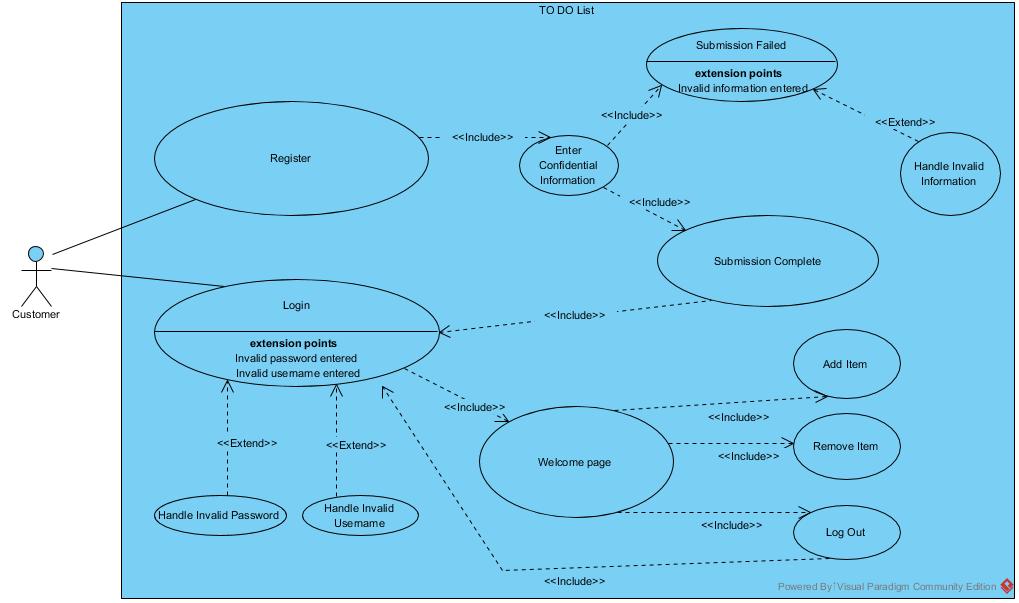 TO DO List
Submission Failed
extension points
Invalid information entered
<<Include>>
<<Extend>>
Register
<<Include>>
Enter
Confidential
Information
Handle Invalid
Information
<<Include>>
Submission Complete
Customer
Login
extension points
Invalid password entered
Invalid username entered
<<Include>>
Add Item
<<Include>>
<<Include>>
<<Extend>>
<<Extend>>
Welcome page
Remove Item
<<Include>>
Handle Invalid Password
Handle Invalid
Username
<<Include>>
Log Out
<<Include>>
Powered By Visual Paradigm Community Edition